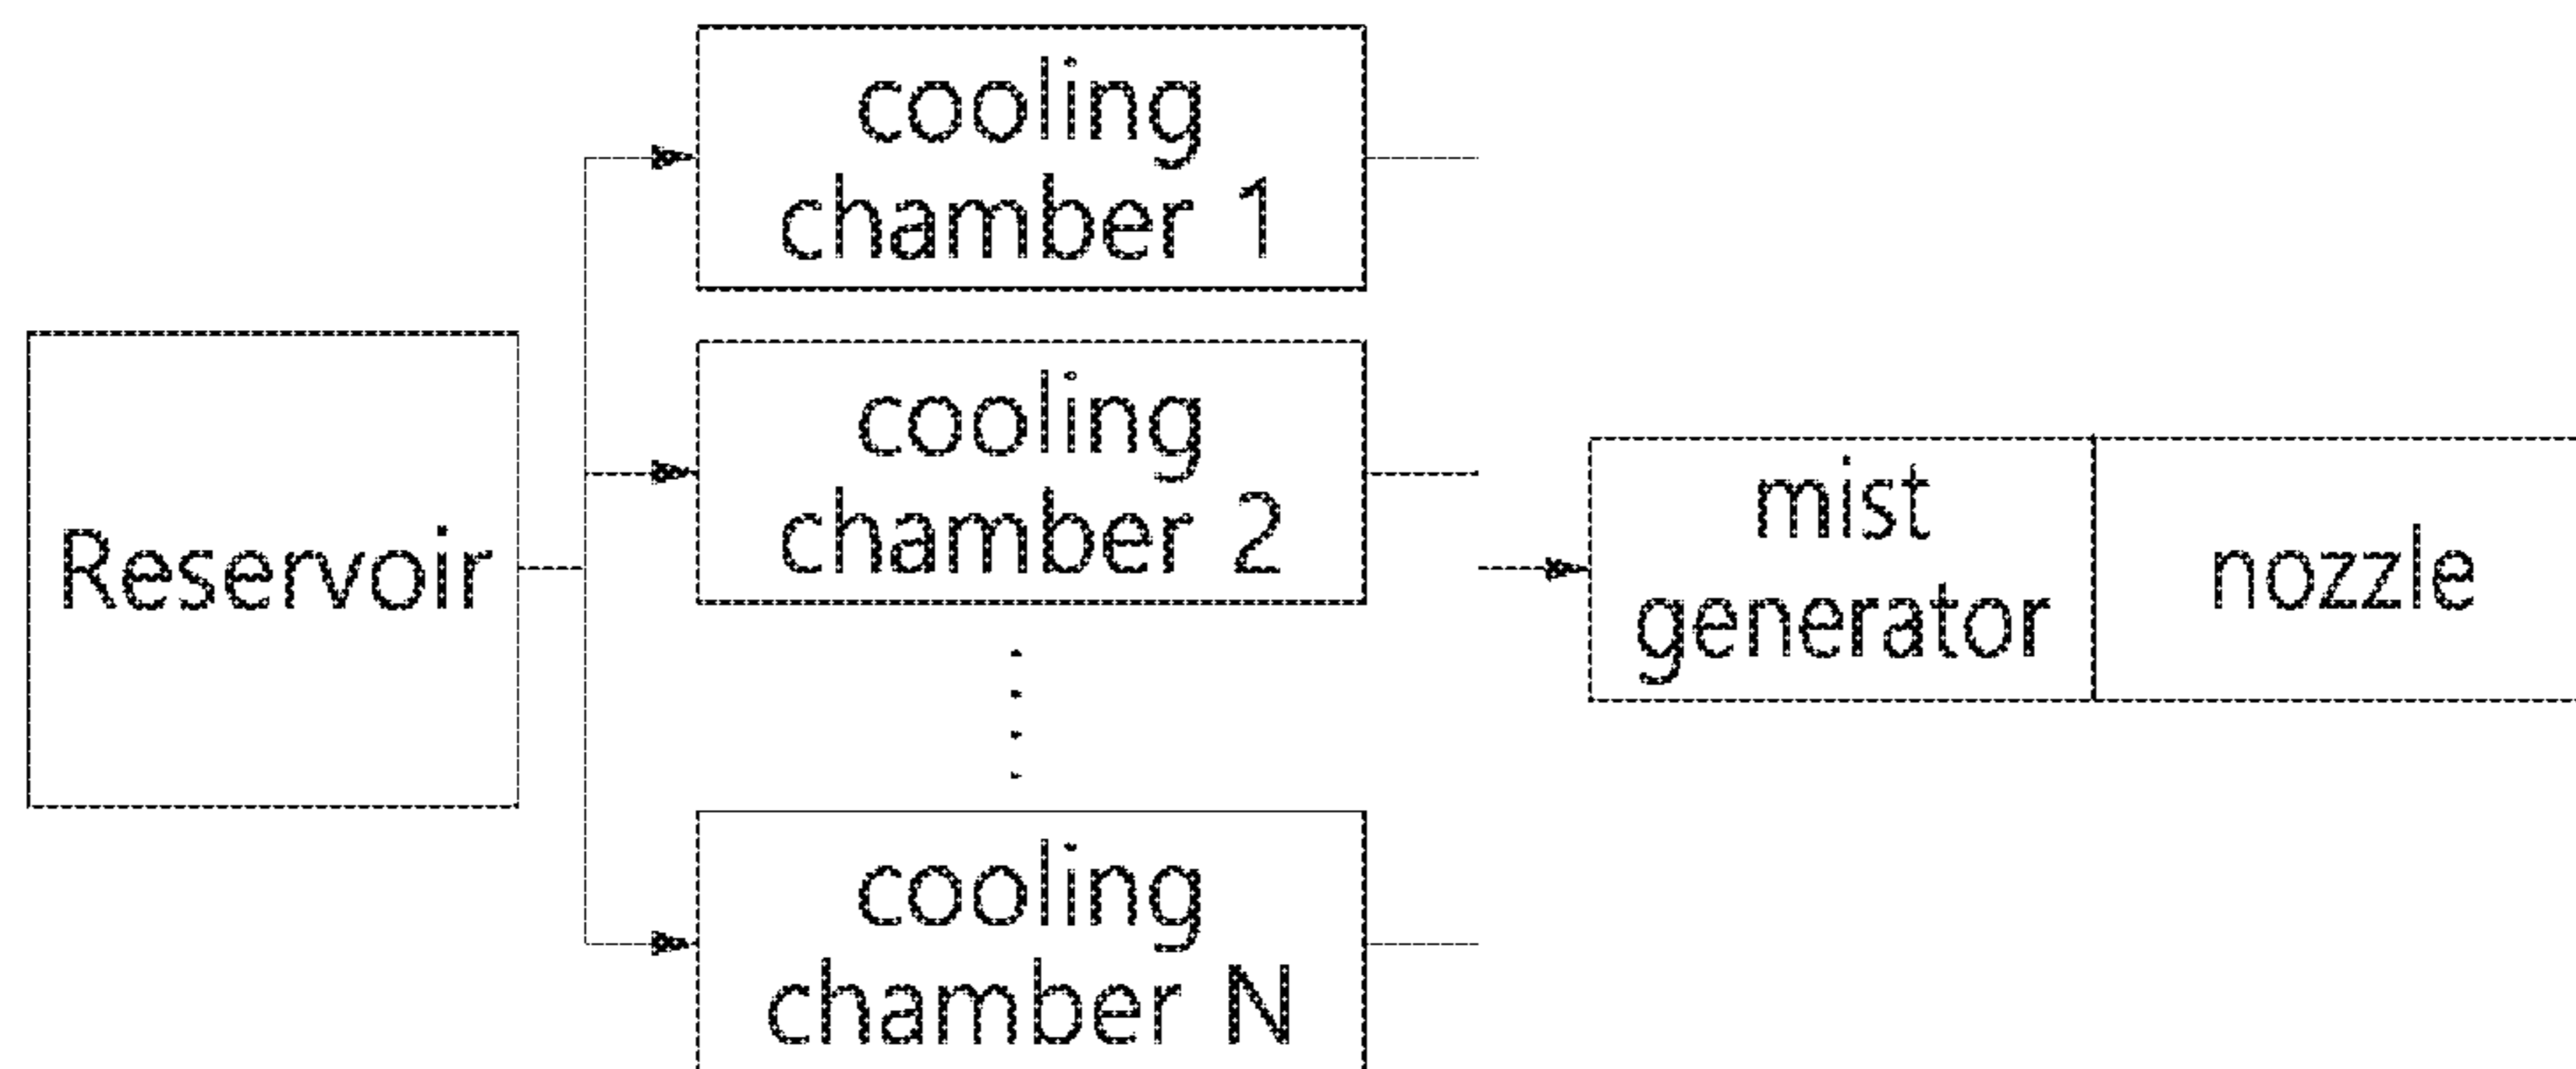 Reservoir
cooling
chamber 1
cooling
chamber 2
cooling
chamber N
mist
generator
nozzle